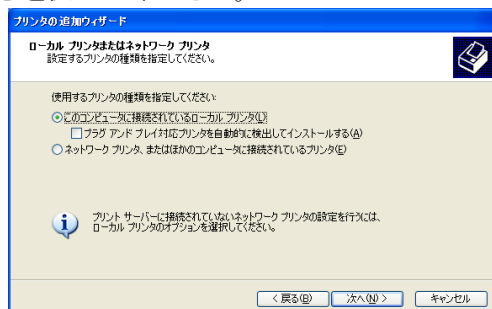 プリンタの追加ウィザード
ローカル プリンタまたはネットワーク プリンタ
設定するプリンタの種類を指定してください。
使用するプリンタの種類を指定してください:
このコンピュータに接続されているローカル プリンタ(L)
プラグ アンド プレイ対応プリンタを自動的に検出してインストールする(A)
ネットワーク プリンタ、またはほかのコンピュータに接続されているプリンタ(E)
プリント サーバーに接続されていないネットワーク プリンタの設定を行うには、
ローカル プリンタのオプションを選択してください。
< 戻る(B)
次へ(N) >
キャンセル